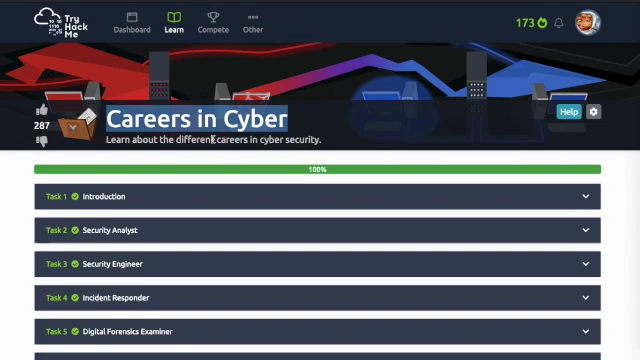 Try
Hack
Me
Dashboard
Learn
Compete
Other
173
287
Careers in Cyber
Learn about the different careers in cyber security.
Help
100%
Task 1 Introduction
Task 2 Security Analyst
Task 3 Security Engineer
Task 4 Incident Responder
Task 5 Digital Forensics Examiner